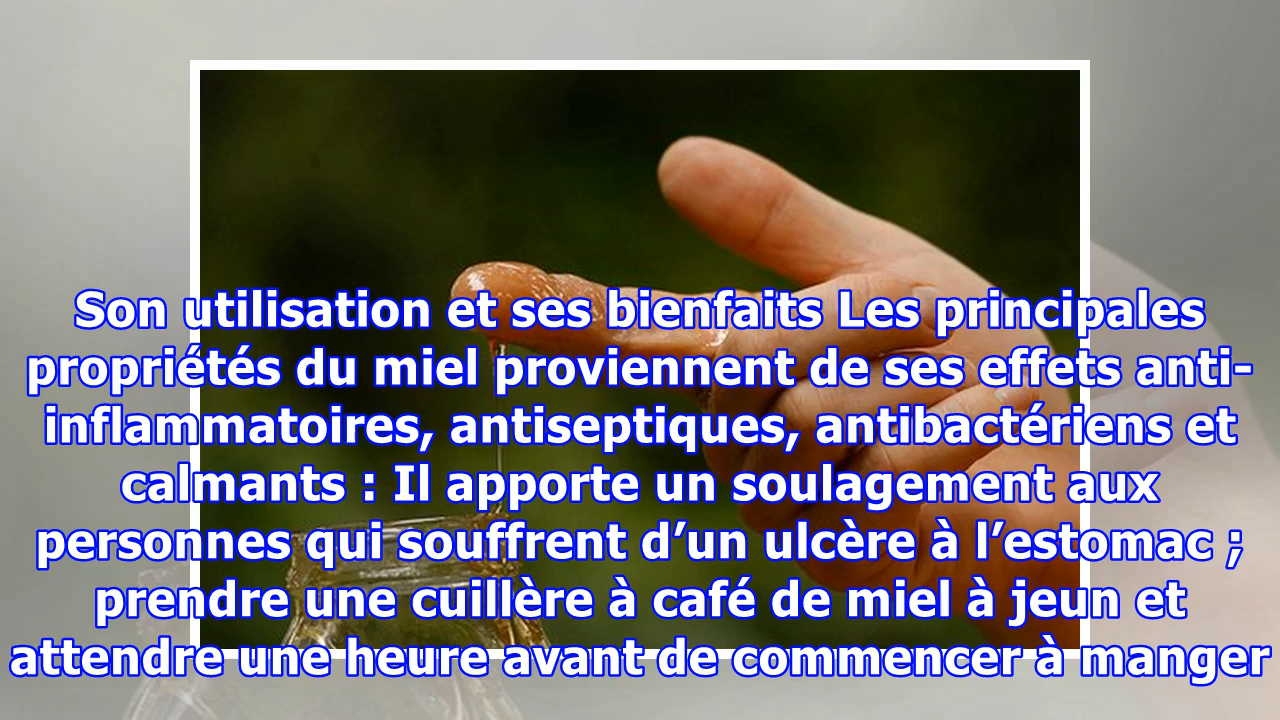 Son utilisation et ses bienfaits Les principales
propriétés du miel proviennent de ses effets anti-
inflammatoires, antiseptiques, antibactériens et
calmants : Il apporte un soulagement aux
personnes qui souffrent d’un ulcère à l’estomac ;
prendre une cuillère à café de miel à jeun et
attendre une heure avant de commencer à manger